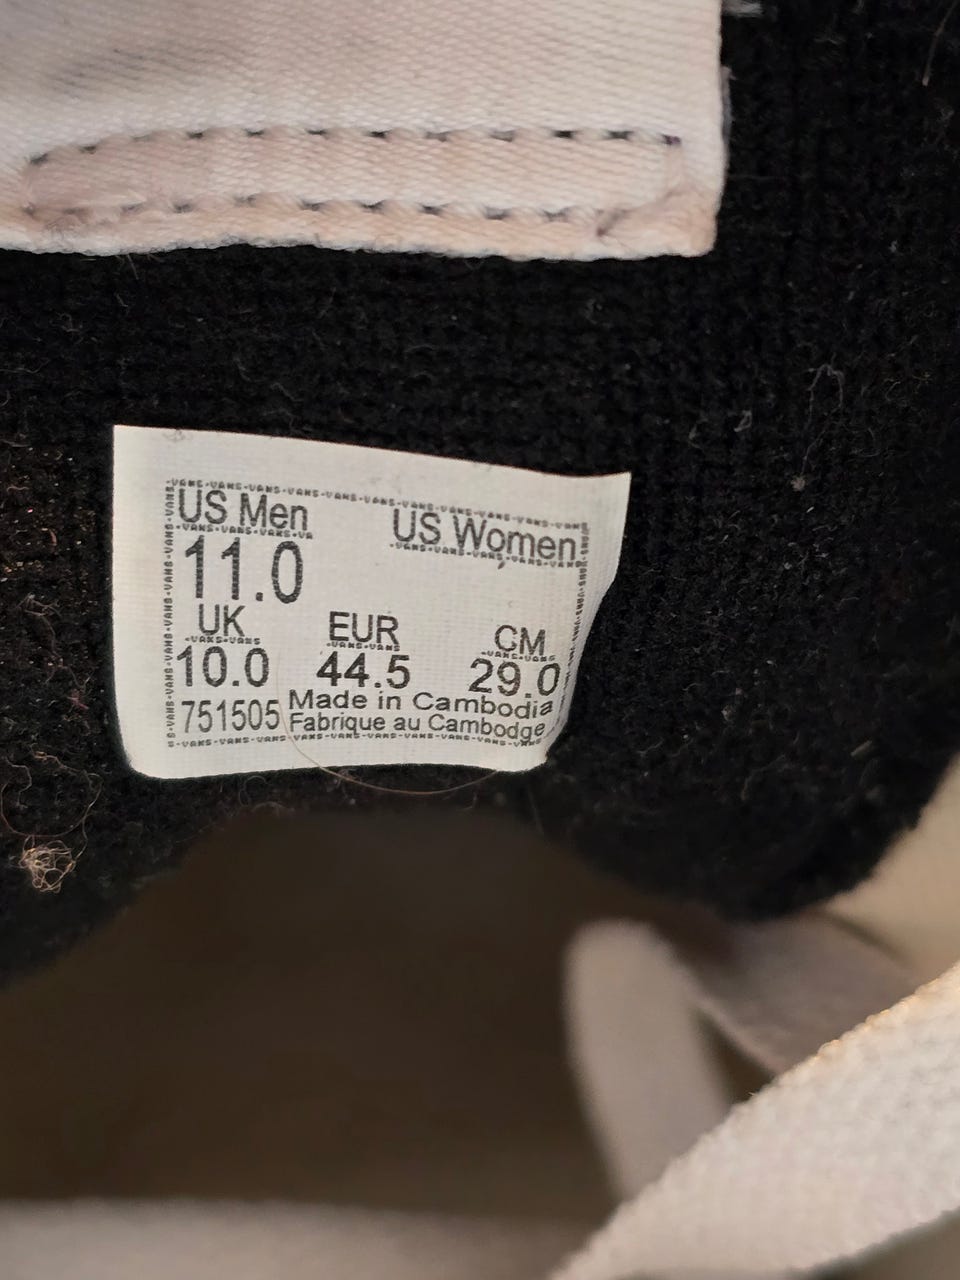 US Men US Women
11.0
UK EUR CM
10.0 44.5 29.0
751505 Made in Cambodia
Fabriqué au Cambodge